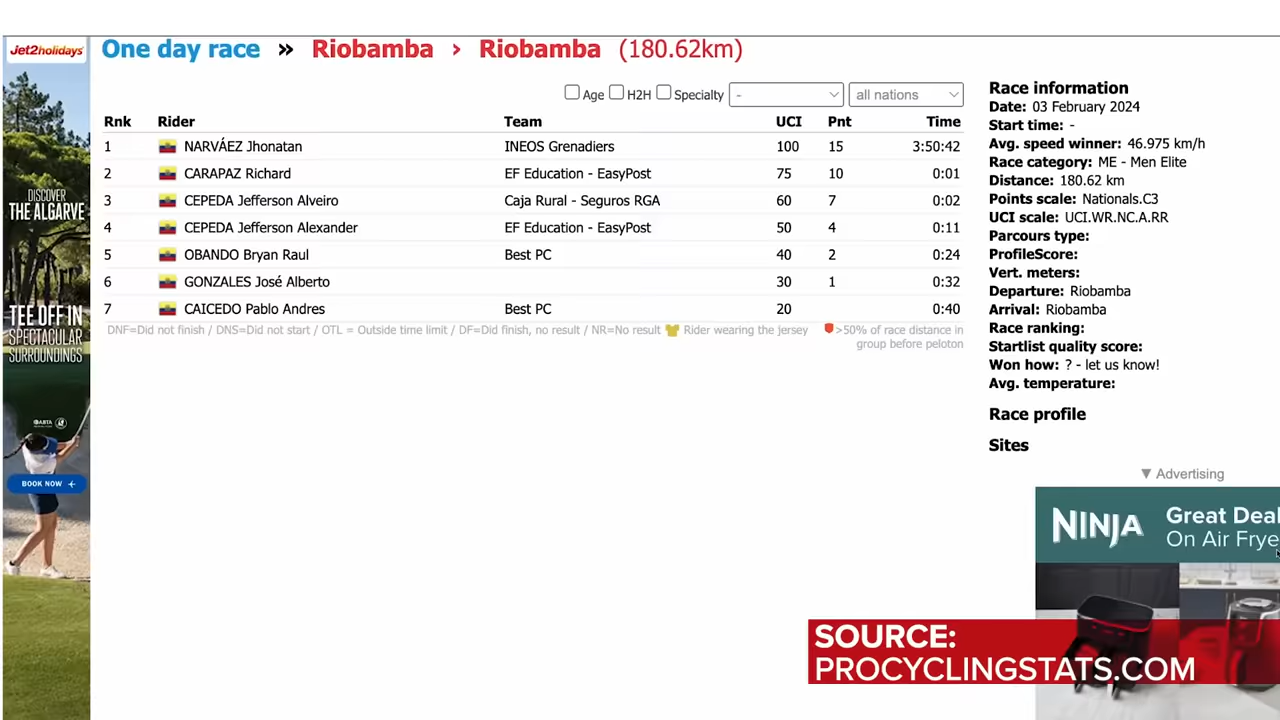 Jet2holidays
One day race » Riobamba › Riobamba (180.62km)
Age H2H Specialty - all nations
Rnk Rider Team UCI Pnt Time
1 NARVÁEZ Jhonatan INEOS Grenadiers 100 15 3:50:42
2 CARAPAZ Richard EF Education - EasyPost 75 10 0:01
3 CEPEDA Jefferson Alveiro Caja Rural - Seguros RGA 60 7 0:02
4 CEPEDA Jefferson Alexander EF Education - EasyPost 50 4 0:11
5 OBANDO Bryan Raul Best PC 40 2 0:24
6 GONZALES José Alberto 30 1 0:32
7 CAICEDO Pablo Andres Best PC 20 0:40
DNF=Did not finish / DNS=Did not start / OTL = Outside time limit / DF=Did finish, no result / NR=No result Rider wearing the jersey >50% of race distance in
group before peloton
Race information
Date: 03 February 2024
Start time: -
Avg. speed winner: 46.975 km/h
Race category: ME - Men Elite
Distance: 180.62 km
Points scale: Nationals.C3
UCI scale: UCI.WR.NC.A.RR
Parcours type:
ProfileScore:
Vert. meters:
Departure: Riobamba
Arrival: Riobamba
Race ranking:
Startlist quality score:
Won how: ? - let us know!
Avg. temperature:
Race profile
Sites
▼ Advertising
DISCOVER
THE ALGARVE
TEE OFF IN
SPECTACULAR
SURROUNDINGS
ABTA
BOOK NOW +
NINJA
Great Deal
On Air Frye
SOURCE:
PROCYCLINGSTATS.COM